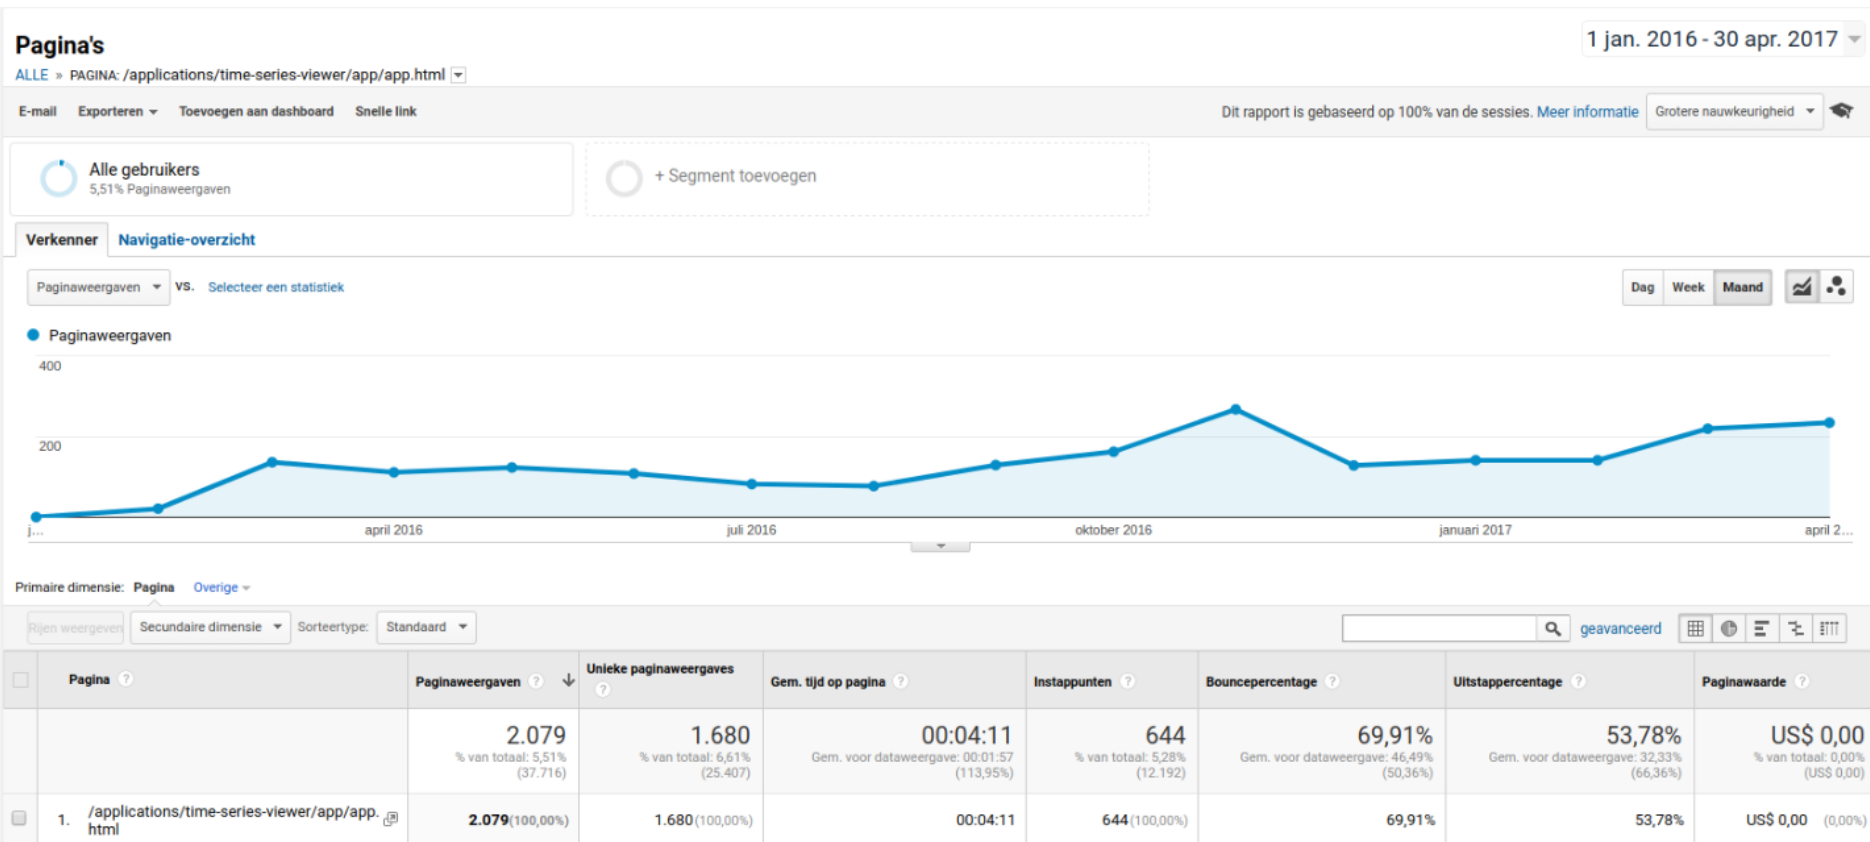 Pagina's
1 jan. 2016 - 30 apr. 2017
ALLE » PAGINA: /applications/time-series-viewer/app/app.html
E-mail Exporteren Toevoegen aan dashboard Snelle link
Dit rapport is gebaseerd op 100% van de sessies. Meer informatie Grotere nauwkeurigheid
Alle gebruikers
5,51% Paginaweergaven
+ Segment toevoegen
Verkenner Navigatie-overzicht
Paginaweergaven VS. Selecteer een statistiek
Dag Week Maand
Paginaweergaven
400
200
j... april 2016 juli 2016 oktober 2016 januari 2017 april 2...
Primaire dimensie: Pagina Overige
Rijen weergeven Secundaire dimensie Sorteertype: Standaard
geavanceerd
Pagina ? Paginaweergaven ? Unieke paginaweergaves ? Gem. tijd op pagina ? Instappunten ? Bouncepercentage ? Uitstappercentage ? Paginawaarde ?
2.079 1.680 00:04:11 644 69,91% 53,78% US$ 0,00
% van totaal: 5,51% % van totaal: 6,61% Gem. voor dataweergave: 00:01:57 % van totaal: 5,28% Gem. voor dataweergave: 46,49% Gem. voor dataweergave: 32,33% % van totaal: 0,00%
(37.716) (25.407) (113,95%) (12.192) (50,36%) (66,36%) (US$ 0,00)
1. /applications/time-series-viewer/app/app.
html
2.079(100,00%) 1.680(100,00%) 00:04:11 644(100,00%) 69,91% 53,78% US$ 0,00 (0,00%)